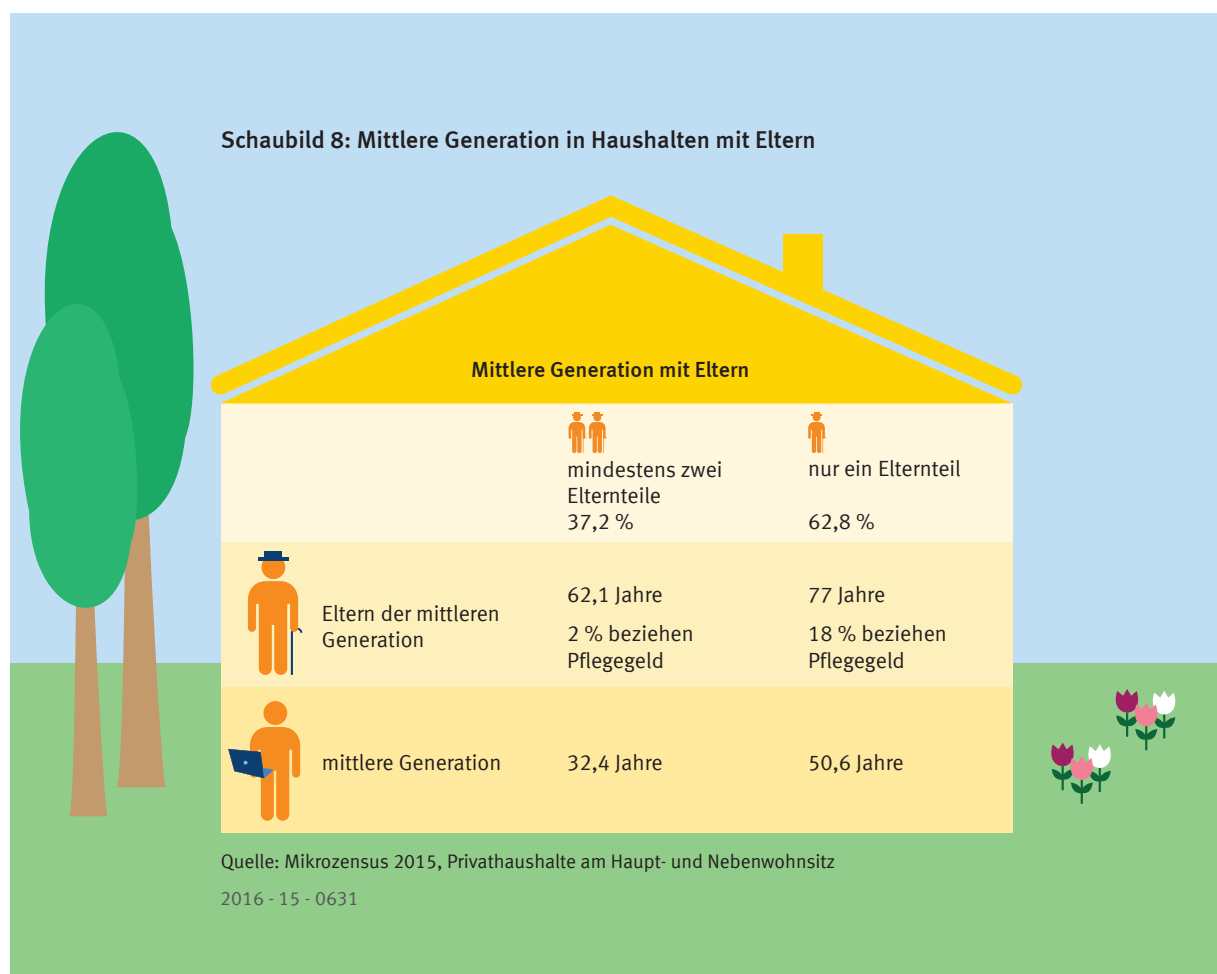 Schaubild 8: Mittlere Generation in Haushalten mit Eltern
Mittlere Generation mit Eltern
mindestens zwei
Elternteile
37,2 %
nur ein Elternteil
62,8 %
Eltern der mittleren
Generation
62,1 Jahre
2 % beziehen
Pflegegeld
77 Jahre
18 % beziehen
Pflegegeld
mittlere Generation
32,4 Jahre
50,6 Jahre
Quelle: Mikrozensus 2015, Privathaushalte am Haupt- und Nebenwohnsitz
2016 - 15 - 0631